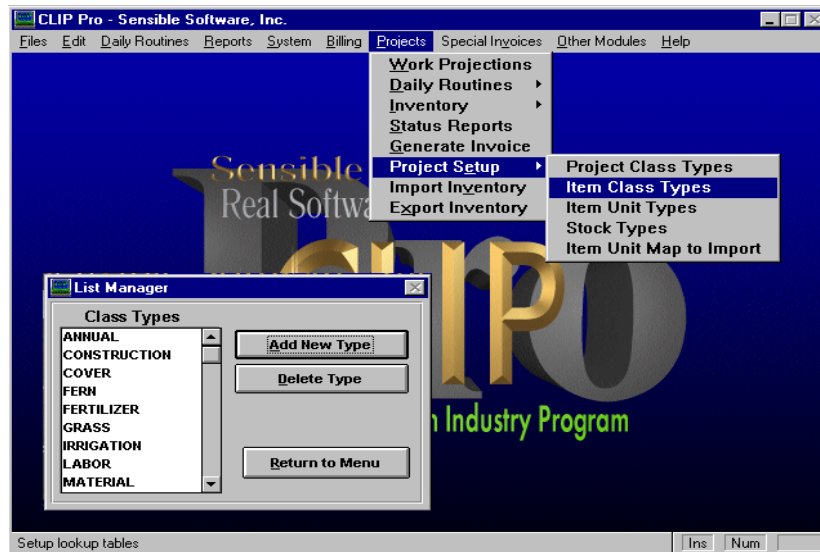 CLIP Pro - Sensible Software, Inc.
Files Edit Daily Routines Reports System Billing Projects Special Invoices Other Modules Help
Work Projections
Daily Routines
Inventory
Status Reports
Generate Invoice
Project Setup
Import Inventory
Export Inventory
Project Class Types
Item Class Types
Item Unit Types
Stock Types
Item Unit Map to Import
Sensible
Real
Pro
CLIP
Industry Program
List Manager
Class Types
ANNUAL
CONSTRUCTION
COVER
FERN
FERTILIZER
GRASS
IRRIGATION
LABOR
MATERIAL
Add New Type
Delete Type
Return to Menu
Setup lookup tables
Ins Num